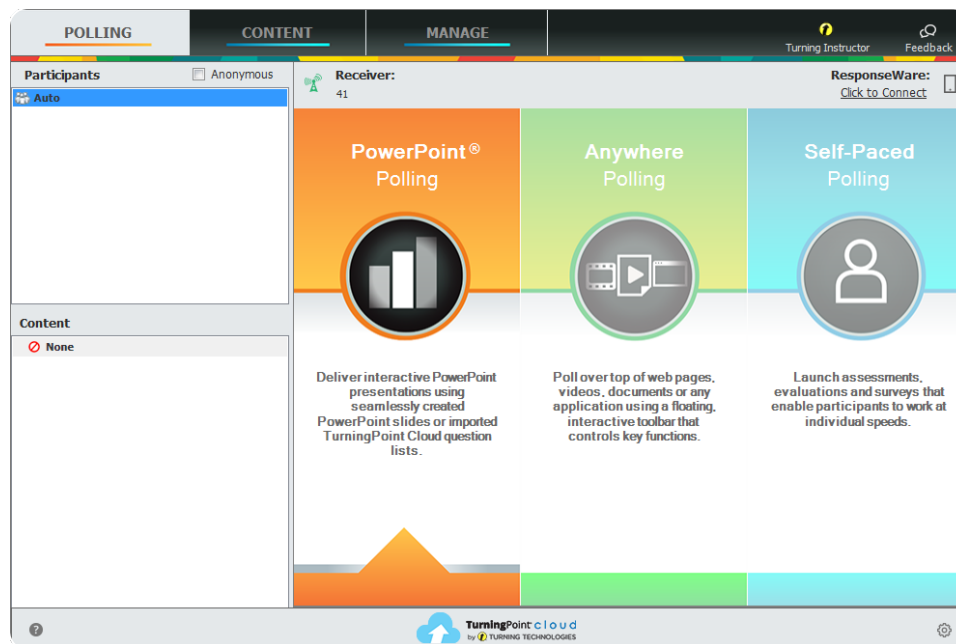 POLLING
CONTENT
MANAGE
Turning Instructor
Feedback
Participants
Anonymous
Auto
Content
None
Receiver:
41
ResponseWare:
Click to Connect
PowerPoint®
Polling
Deliver interactive PowerPoint
presentations using
seamlessly created
PowerPoint slides or imported
TurningPoint Cloud question
lists.
Anywhere
Polling
Poll over top of web pages,
videos, documents or any
application using a floating,
interactive toolbar that
controls key functions.
Self-Paced
Polling
Launch assessments,
evaluations and surveys that
enable participants to work at
individual speeds.
?
TurningPoint cloud
by TURNING TECHNOLOGIES